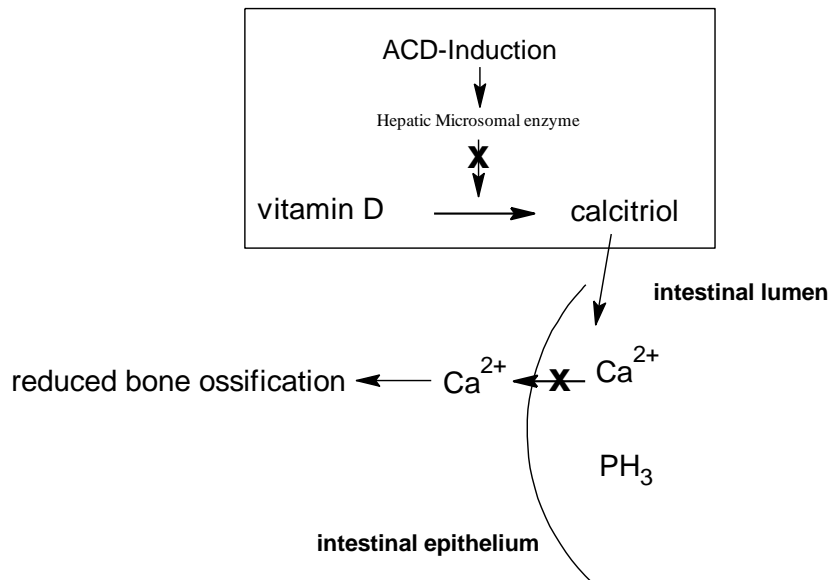 ACD-Induction
Hepatic Microsomal enzyme
X
vitamin D calcitriol
intestinal lumen
reduced bone ossification Ca2+ X Ca2+
PH3
intestinal epithelium